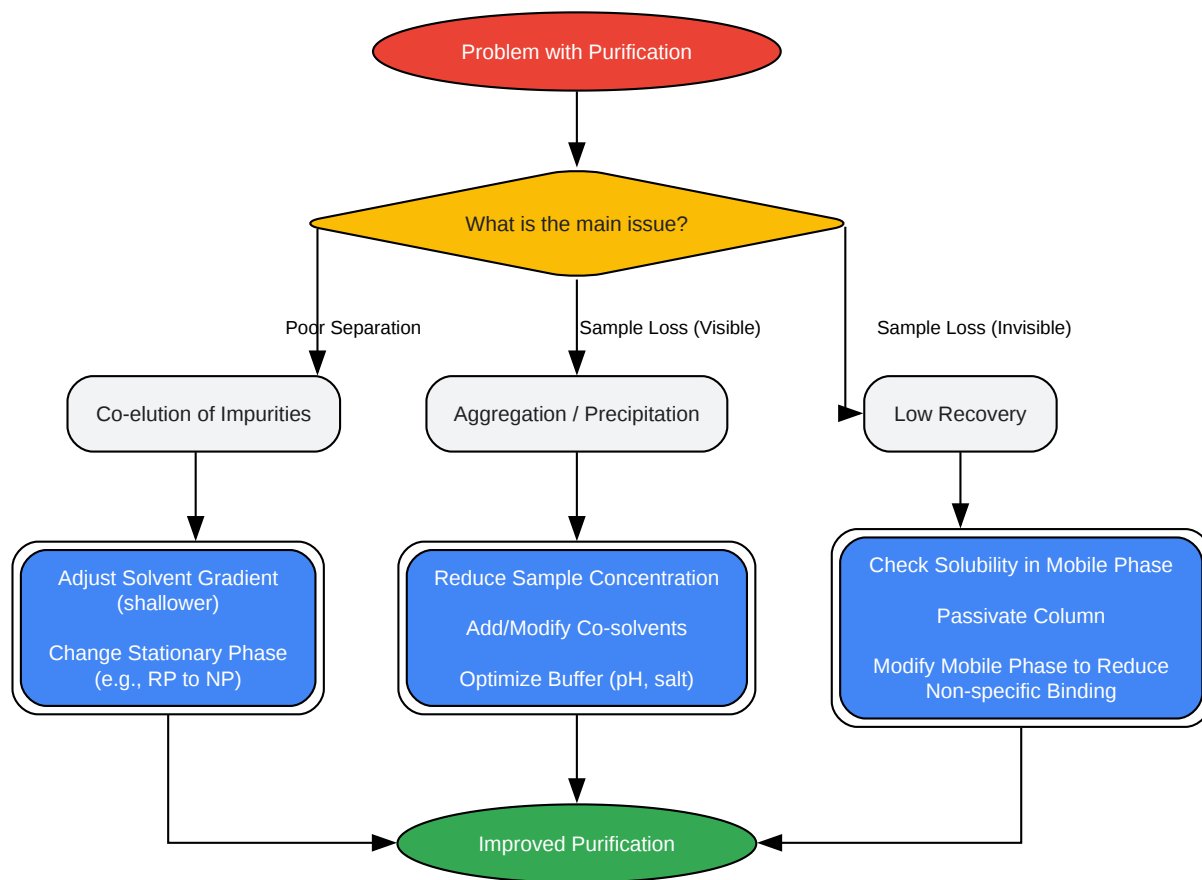 Problem with Purification
What is the main issue?
Poor Separation
Sample Loss (Visible)
Sample Loss (Invisible)
Co-elution of Impurities
Aggregation / Precipitation
Low Recovery
Adjust Solvent Gradient
(shallower)
Change Stationary Phase
(e.g., RP to NP)
Reduce Sample Concentration
Add/Modify Co-solvents
Optimize Buffer (pH, salt)
Check Solubility in Mobile Phase
Passivate Column
Modify Mobile Phase to Reduce
Non-specific Binding
Improved Purification